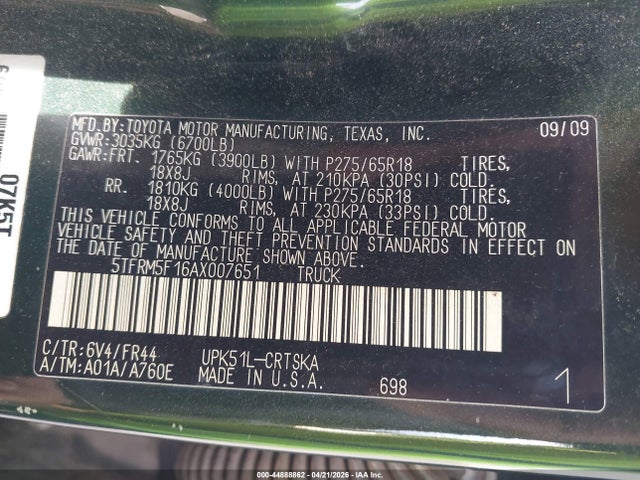 MFD.BY:TOYOTA MOTOR MANUFACTURING, TEXAS, INC. 09/09
GVWR:3035KG (6700LB)
GAWR:FRT. 1765KG (3900LB) WITH P275/65R18 TIRES,
18X8J RIMS, AT 210KPA (30PSI) COLD.
RR. 1810KG (4000LB) WITH P275/65R18 TIRES,
18X8J RIMS, AT 230KPA (33PSI) COLD.
THIS VEHICLE CONFORMS TO ALL APPLICABLE FEDERAL MOTOR
VEHICLE SAFETY AND THEFT PREVENTION STANDARDS IN EFFECT ON
THE DATE OF MANUFACTURE SHOWN ABOVE.
5TFRM5F16AX007651 TRUCK
C/TR:6V4/FR44 UPK51L-CRTSKA
A/TM:A01A/A760E MADE IN U.S.A. 698 1
07K5T
000-44888862 - 04/21/2026 - IAA Inc.